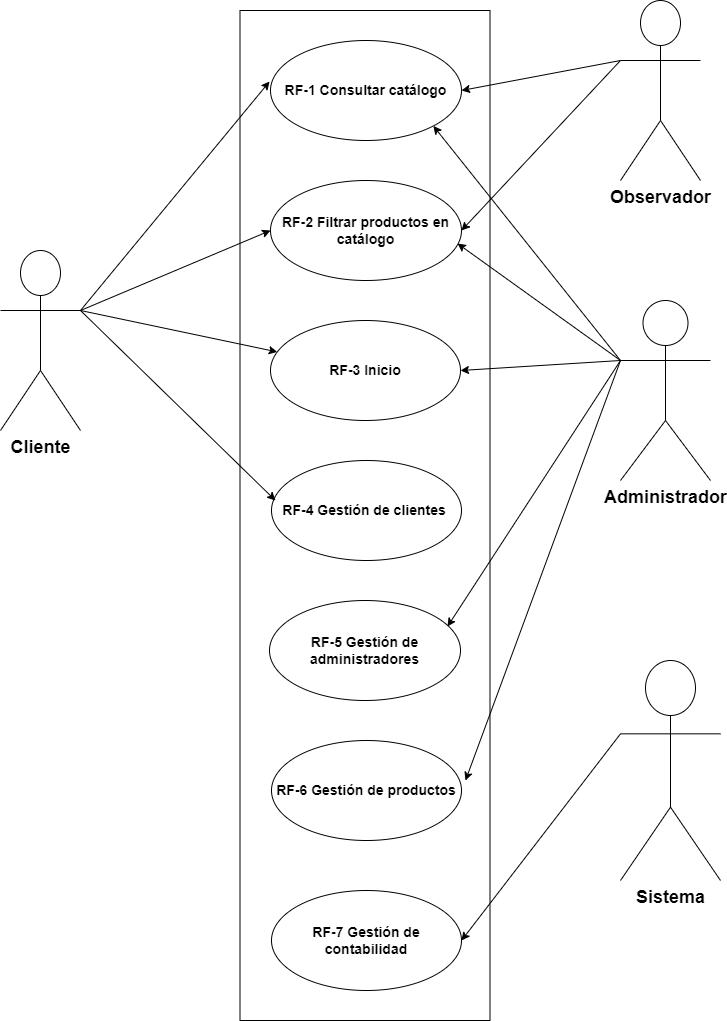 RF-1 Consultar catálogo
Observador
RF-2 Filtrar productos en
catálogo
RF-3 Inicio
Cliente
Administrador
RF-4 Gestión de clientes
RF-5 Gestión de
administradores
RF-6 Gestión de productos
Sistema
RF-7 Gestión de
contabilidad